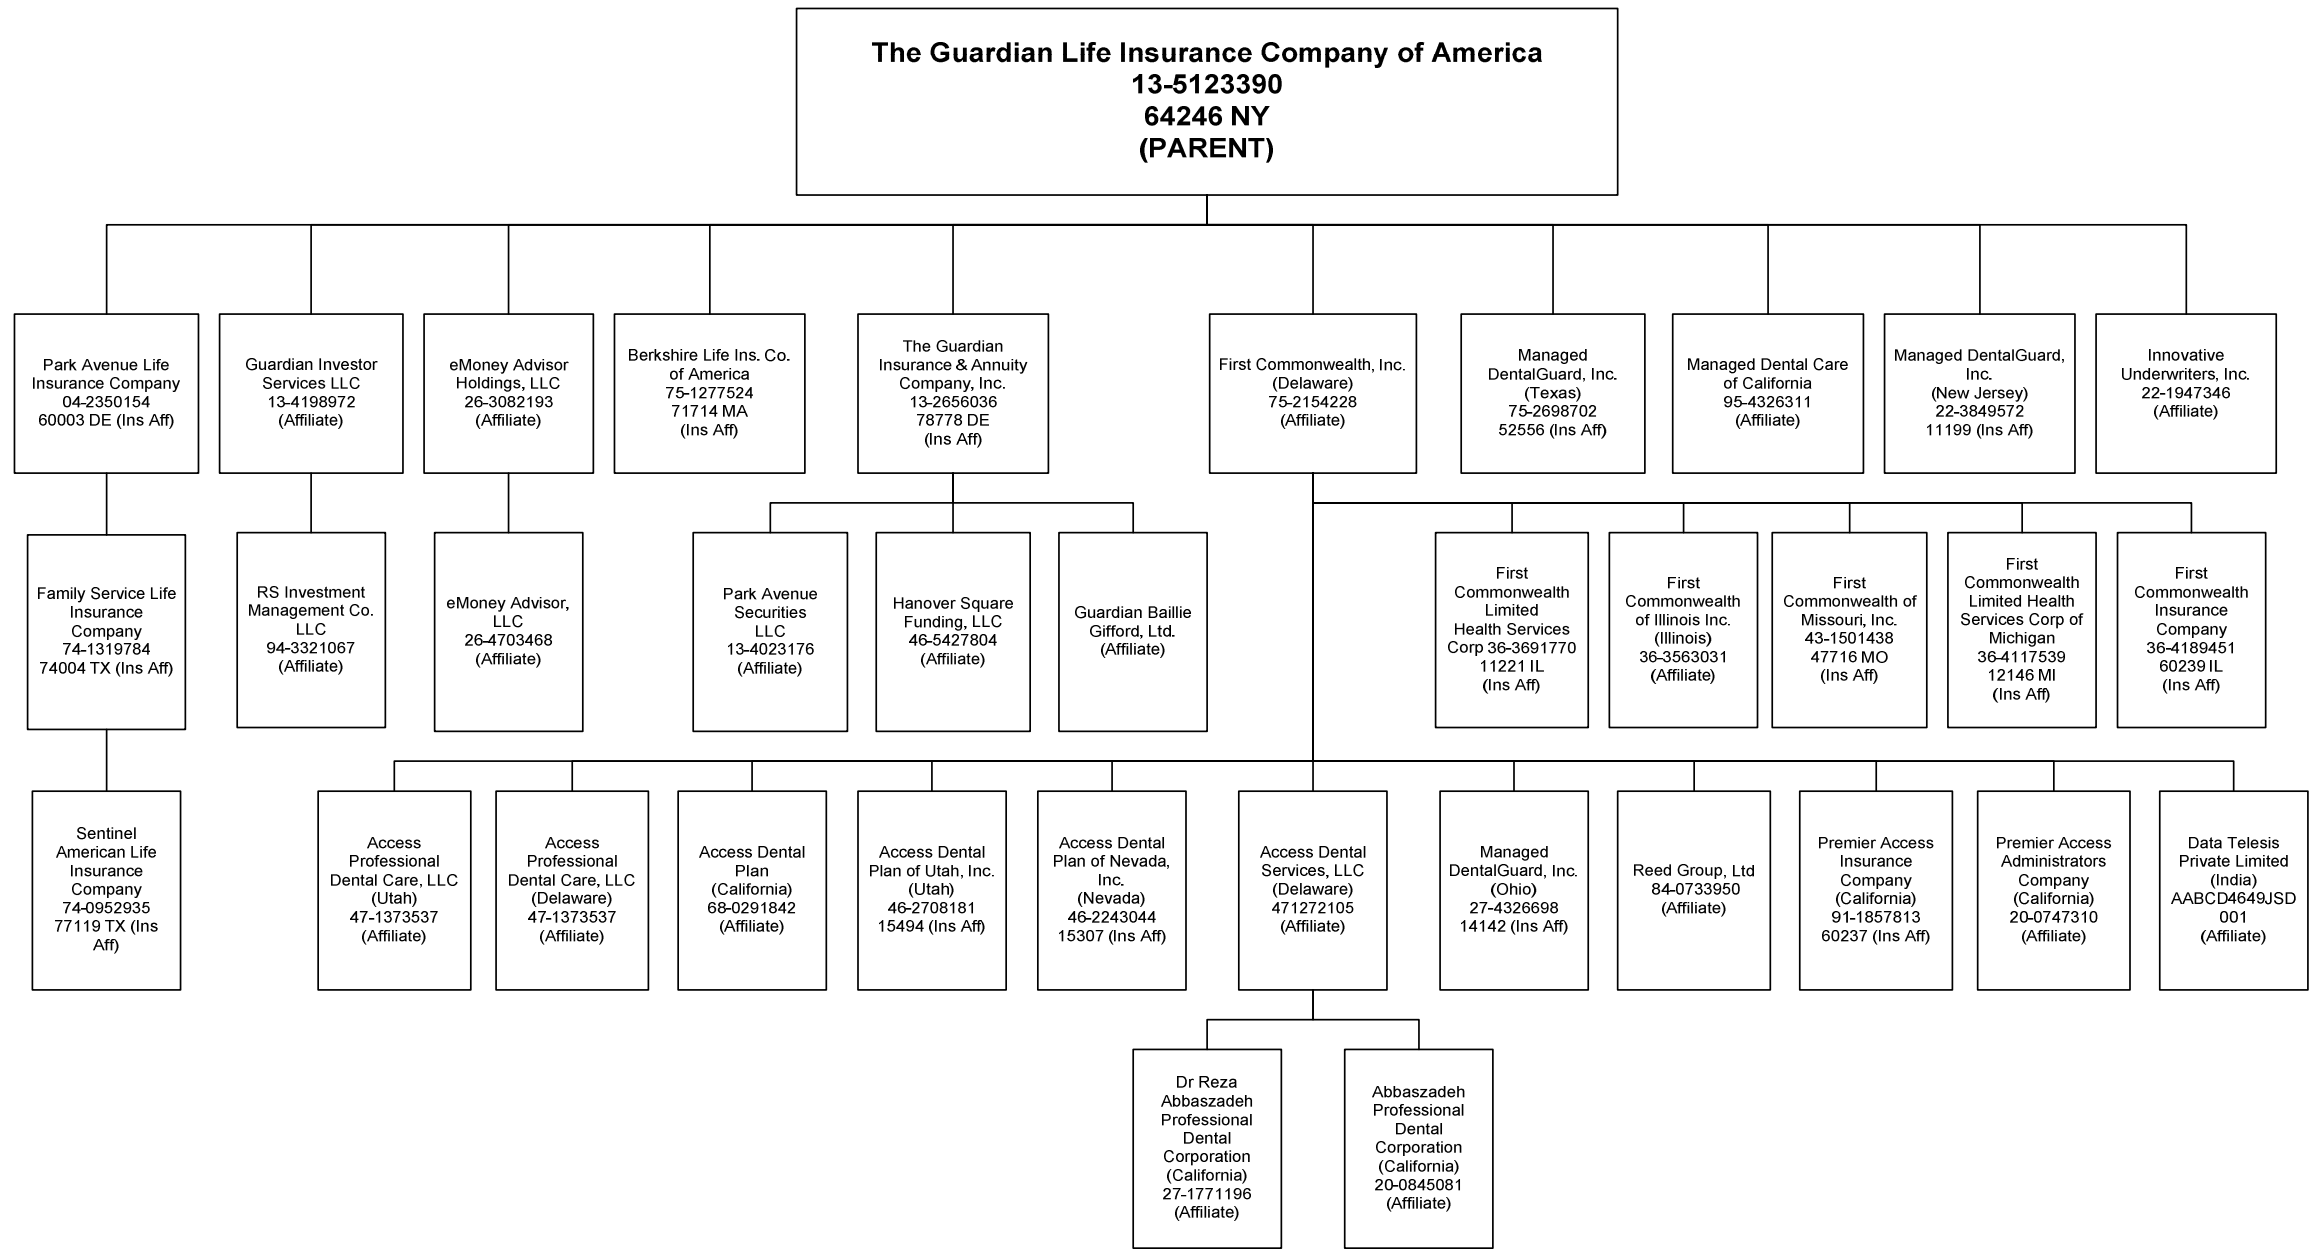 The Guardian Life Insurance Company of America
13-5123390
64246 NY
(PARENT)
Park Avenue Life
Insurance Company
04-2350154
60003 DE (Ins Aff)
Guardian Investor
Services LLC
13-4198972
(Affiliate)
eMoney Advisor
Holdings, LLC
26-3082193
(Affiliate)
Berkshire Life Ins. Co.
of America
75-1277524
71714 MA
(Ins Aff)
The Guardian
Insurance & Annuity
Company, Inc.
13-2656036
78778 DE
(Ins Aff)
First Commonwealth, Inc.
(Delaware)
75-2154228
(Affiliate)
Managed
DentalGuard, Inc.
(Texas)
75-2698702
52556 (Ins Aff)
Managed Dental Care
of California
95-4326311
(Affiliate)
Managed DentalGuard,
Inc.
(New Jersey)
22-3849572
11199 (Ins Aff)
Innovative
Underwriters, Inc.
22-1947346
(Affiliate)
Family Service Life
Insurance
Company
74-1319784
74004 TX (Ins Aff)
RS Investment
Management Co.
LLC
94-3321067
(Affiliate)
eMoney Advisor,
LLC
26-4703468
(Affiliate)
Park Avenue
Securities
LLC
13-4023176
(Affiliate)
Hanover Square
Funding, LLC
46-5427804
(Affiliate)
Guardian Baillie
Gifford, Ltd.
(Affiliate)
First
Commonwealth
Limited
Health Services
Corp 36-3691770
11221 IL
(Ins Aff)
First
Commonwealth
of Illinois Inc.
(Illinois)
36-3563031
(Affiliate)
First
Commonwealth of
Missouri, Inc.
43-1501438
47716 MO
(Ins Aff)
First
Commonwealth
Limited Health
Services Corp of
Michigan
36-4117539
12146 MI
(Ins Aff)
First
Commonwealth
Insurance
Company
36-4189451
60239 IL
(Ins Aff)
Sentinel
American Life
Insurance
Company
74-0952935
77119 TX (Ins
Aff)
Access
Professional
Dental Care, LLC
(Utah)
47-1373537
(Affiliate)
Access
Professional
Dental Care, LLC
(Delaware)
47-1373537
(Affiliate)
Access Dental
Plan
(California)
68-0291842
(Affiliate)
Access Dental
Plan of Utah, Inc.
(Utah)
46-2708181
15494 (Ins Aff)
Access Dental
Plan of Nevada,
Inc.
(Nevada)
46-2243044
15307 (Ins Aff)
Access Dental
Services, LLC
(Delaware)
471272105
(Affiliate)
Managed
DentalGuard, Inc.
(Ohio)
27-4326698
14142 (Ins Aff)
Reed Group, Ltd
84-0733950
(Affiliate)
Premier Access
Insurance
Company
(California)
91-1857813
60237 (Ins Aff)
Premier Access
Administrators
Company
(California)
20-0747310
(Affiliate)
Data Telesis
Private Limited
(India)
AABCD4649JSD
001
(Affiliate)
Dr Reza
Abbaszadeh
Professional
Dental
Corporation
(California)
27-1771196
(Affiliate)
Abbaszadeh
Professional
Dental
Corporation
(California)
20-0845081
(Affiliate)